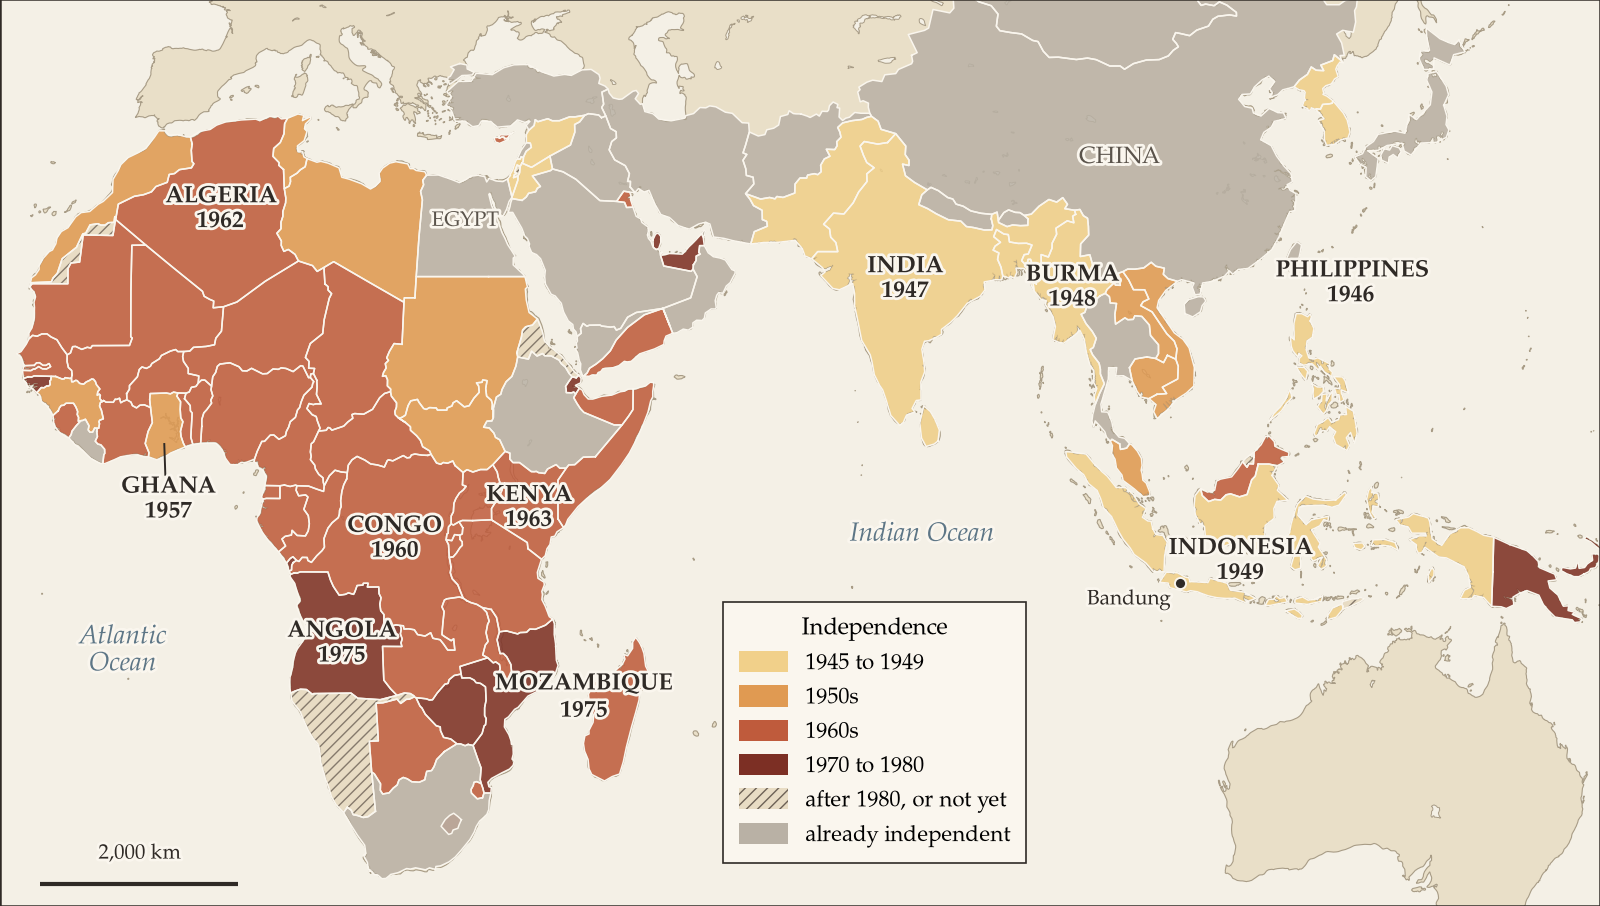 CHINA
ALGERIA
1962
EGYPT
INDIA
1947
BURMA
1948
PHILIPPINES
1946
GHANA
1957
KENYA
1963
CONGO
1960
Indian Ocean
INDONESIA
1949
Bandung
ANGOLA
1975
Atlantic
Ocean
MOZAMBIQUE
1975
Independence
1945 to 1949
1950s
1960s
1970 to 1980
after 1980, or not yet
already independent
2,000 km